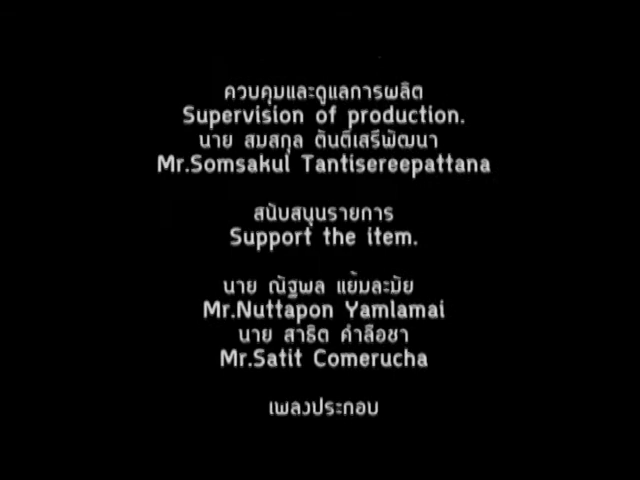 ควบคุมและดูแลการผลิต
Supervision of production.
นาย สมสกุล ตันติเสรีพัฒนา
Mr.Somsakul Tantisereepattana
สนับสนุนรายการ
Support the item.
นาย ณัฐพล แย้มละมัย
Mr.Nuttapon Yamlamai
นาย สาธิต คำลือชา
Mr.Satit Comerucha
เพลงประกอบ